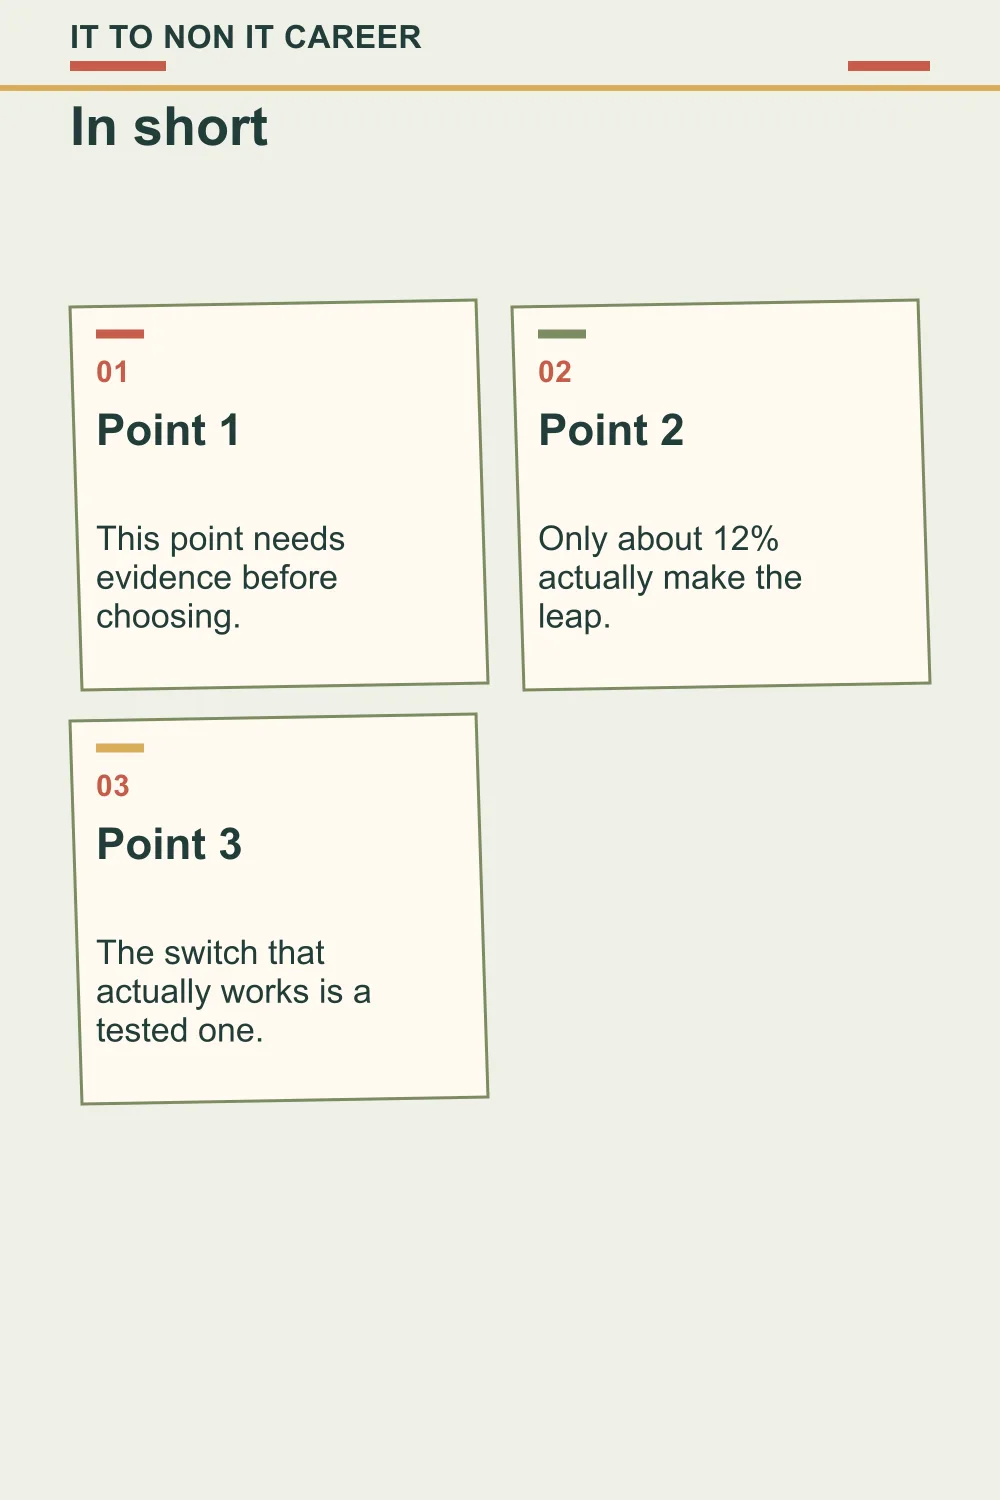 IT TO NON IT CAREER
In short
01
Point 1
This point needs
evidence before
choosing.
02
Point 2
Only about 12%
actually make the
leap.
03
Point 3
The switch that
actually works is a
tested one.